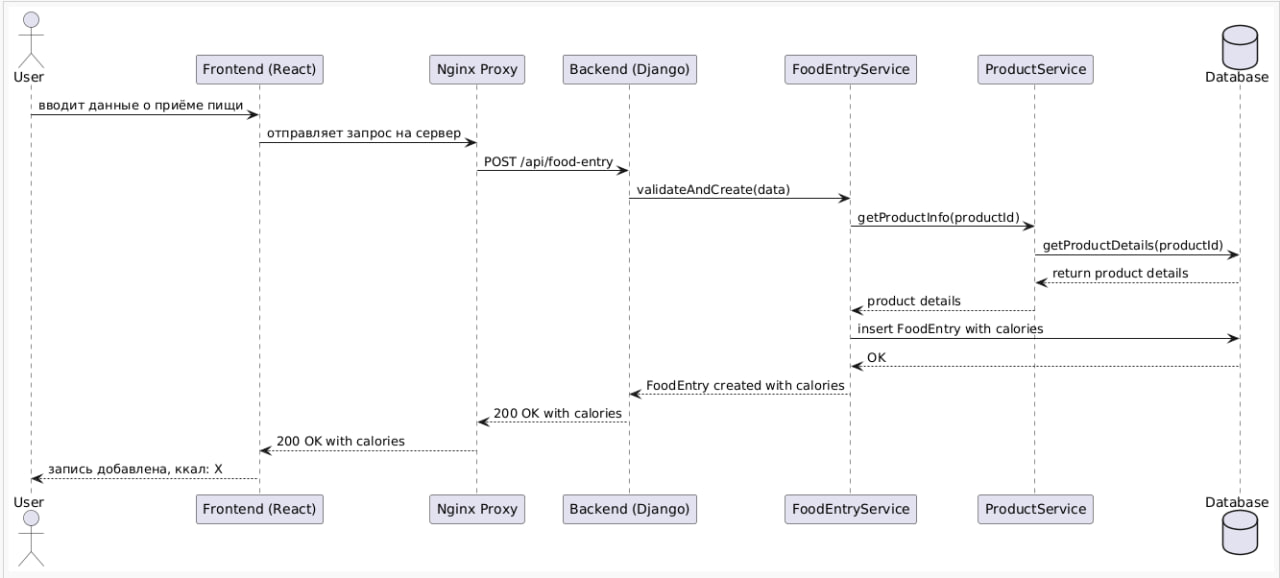 User
Frontend (React)
Nginx Proxy
Backend (Django)
FoodEntryService
ProductService
Database
вводит данные о приёме пищи
отправляет запрос на сервер
POST /api/food-entry
validateAndCreate(data)
getProductInfo(productId)
getProductDetails(productId)
return product details
product details
insert FoodEntry with calories
OK
FoodEntry created with calories
200 OK with calories
200 OK with calories
запись добавлена, ккал: X
User
Frontend (React)
Nginx Proxy
Backend (Django)
FoodEntryService
ProductService
Database